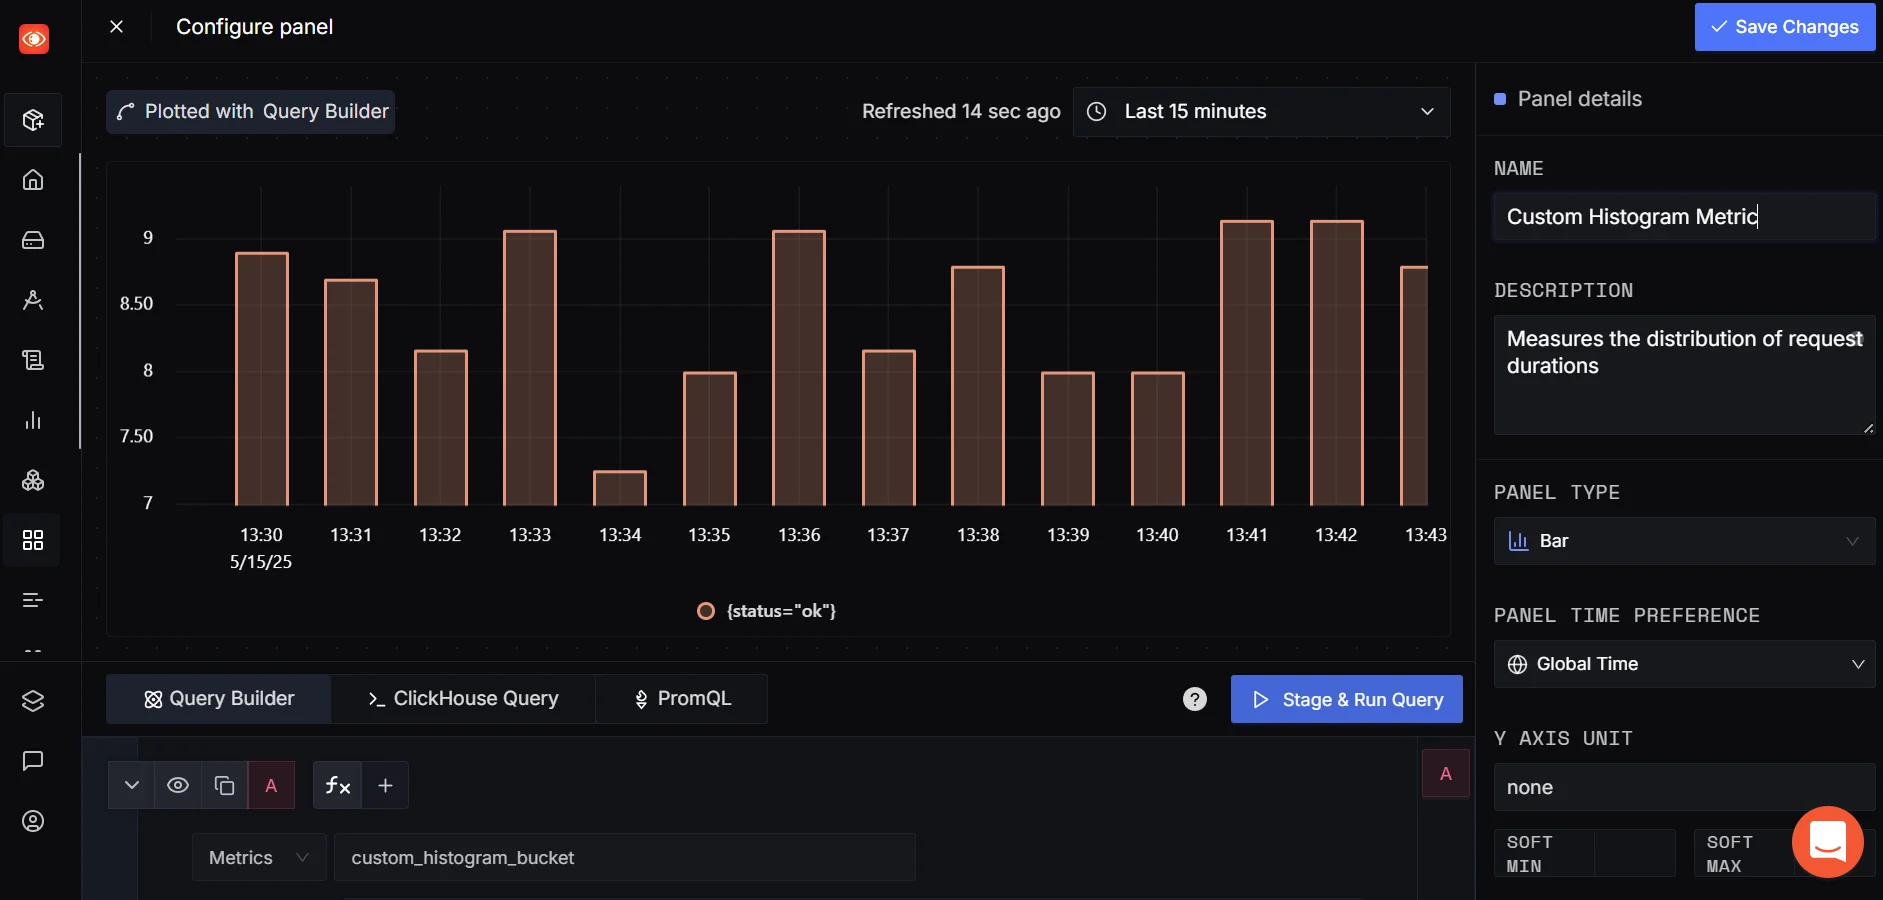 Configure panel
Save Changes
Plotted with Query Builder
Refreshed 14 sec ago
Last 15 minutes
9
8.50
8
7.50
7
13:30 13:31 13:32 13:33 13:34 13:35 13:36 13:37 13:38 13:39 13:40 13:41 13:42 13:43
5/15/25
{status="ok"}
Query Builder
ClickHouse Query
PromQL
?
Stage & Run Query
A
fx
+
A
Metrics
custom_histogram_bucket
Panel details
NAME
Custom Histogram Metric
DESCRIPTION
Measures the distribution of request
durations
PANEL TYPE
Bar
PANEL TIME PREFERENCE
Global Time
Y AXIS UNIT
none
SOFT
MIN
SOFT
MAX